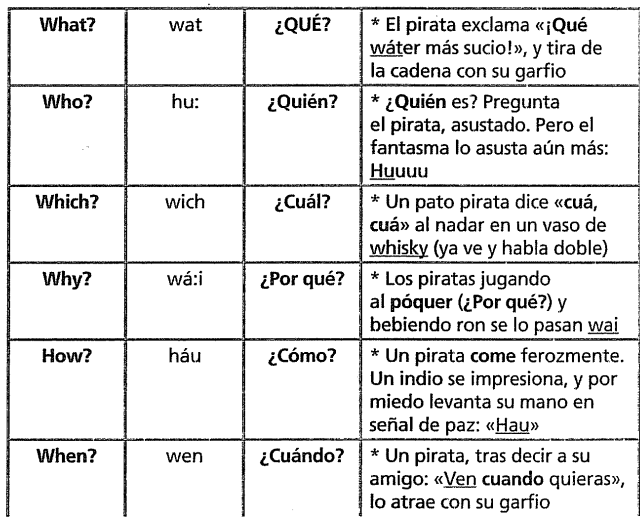 What? wat ¿QUÉ? * El pirata exclama «¡Qué
wáter más sucio!», y tira de
la cadena con su garfio
Who? hu: ¿Quién? * ¿Quién es? Pregunta
el pirata, asustado. Pero el
fantasma lo asusta aún más:
Huuuu
Which? wich ¿Cuál? * Un pato pirata dice «cuá,
cuá» al nadar en un vaso de
whisky (ya ve y habla doble)
Why? wá:i ¿Por qué? * Los piratas jugando
al póquer (¿Por qué?) y
bebiendo ron se lo pasan wai
How? háu ¿Cómo? * Un pirata come ferozmente.
Un indio se impresiona, y por
miedo levanta su mano en
señal de paz: «Hau»
When? wen ¿Cuándo? * Un pirata, tras decir a su
amigo: «Ven cuando quieras»,
lo atrae con su garfio